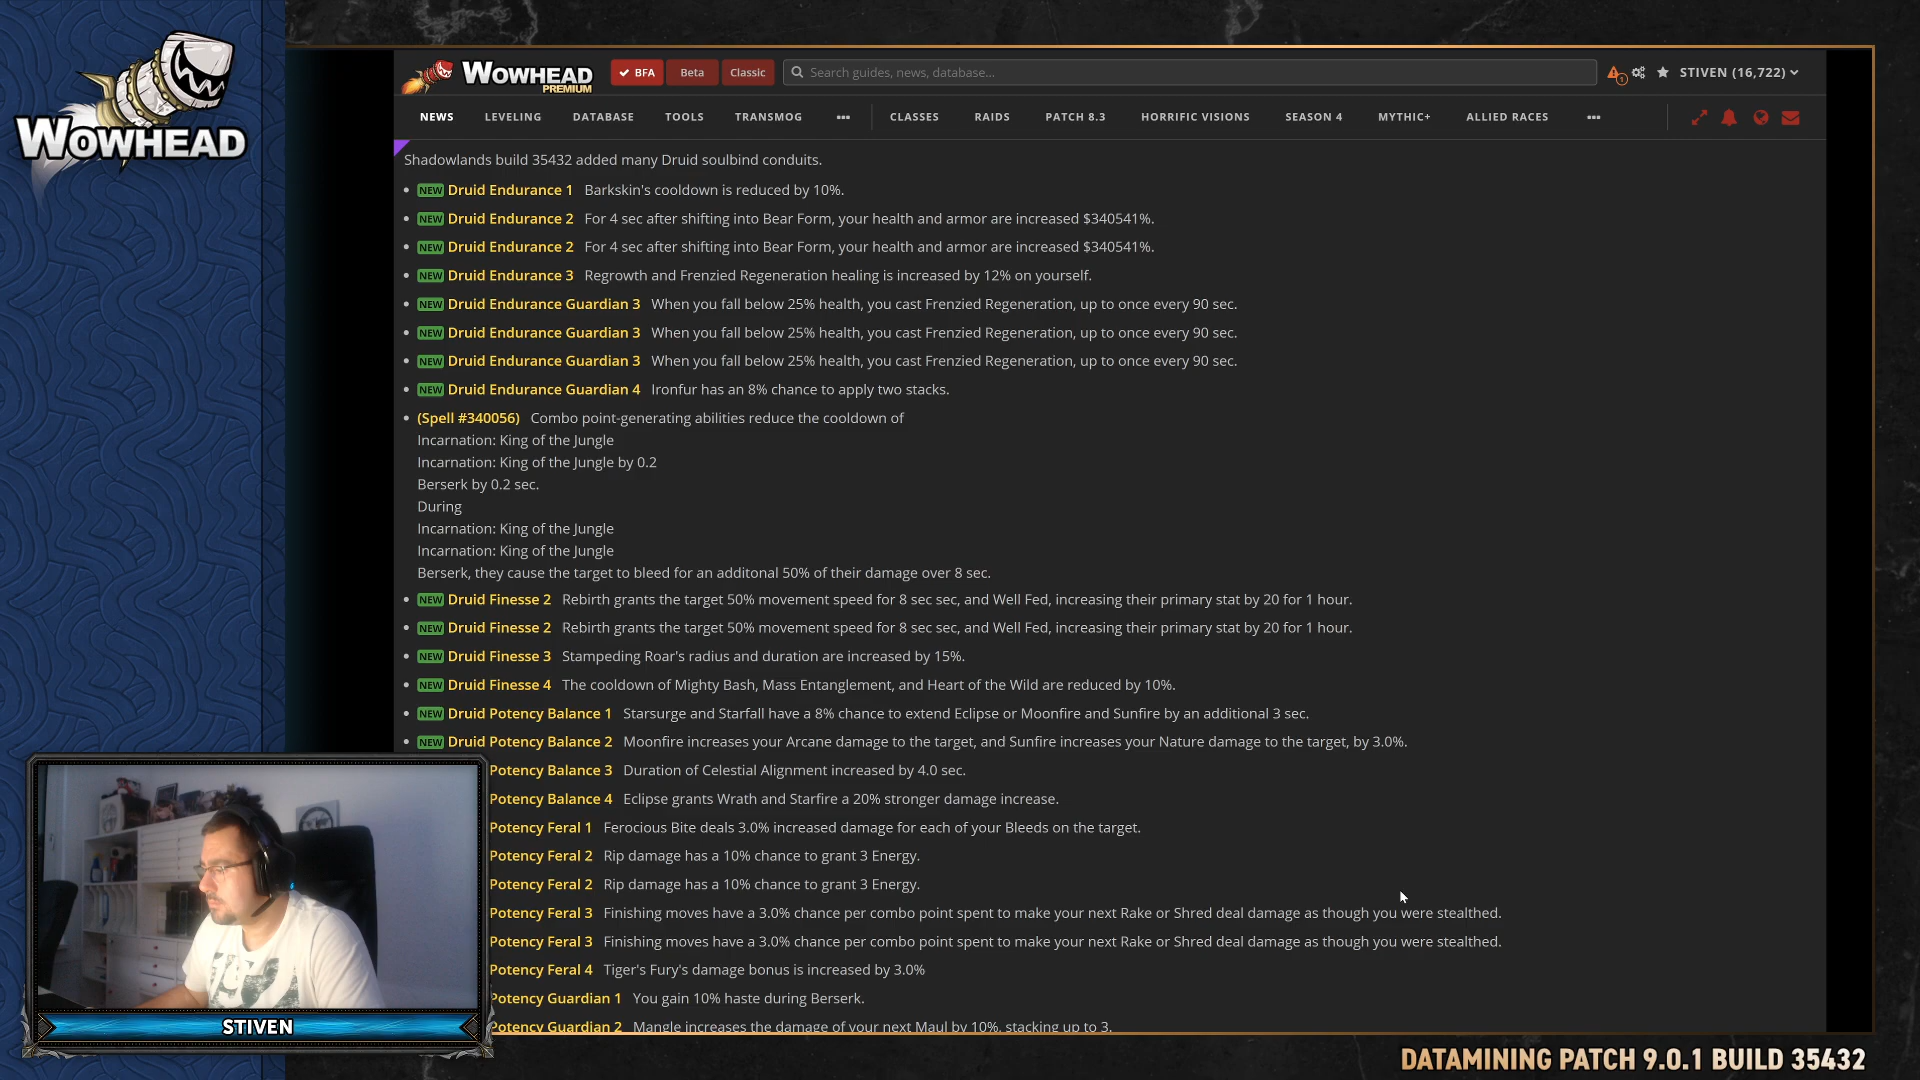 WOWHEAD
WOWHEAD
PREMIUM
BFA
Beta
Classic
Search guides, news, database...
1
STIVEN (16,722)
NEWS
LEVELING
DATABASE
TOOLS
TRANSMOG
CLASSES
RAIDS
PATCH 8.3
HORRIFIC VISIONS
SEASON 4
MYTHIC+
ALLIED RACES
Shadowlands build 35432 added many Druid soulbind conduits.
NEW Druid Endurance 1 Barkskin's cooldown is reduced by 10%.
NEW Druid Endurance 2 For 4 sec after shifting into Bear Form, your health and armor are increased $340541%.
NEW Druid Endurance 2 For 4 sec after shifting into Bear Form, your health and armor are increased $340541%.
NEW Druid Endurance 3 Regrowth and Frenzied Regeneration healing is increased by 12% on yourself.
NEW Druid Endurance Guardian 3 When you fall below 25% health, you cast Frenzied Regeneration, up to once every 90 sec.
NEW Druid Endurance Guardian 3 When you fall below 25% health, you cast Frenzied Regeneration, up to once every 90 sec.
NEW Druid Endurance Guardian 3 When you fall below 25% health, you cast Frenzied Regeneration, up to once every 90 sec.
NEW Druid Endurance Guardian 4 Ironfur has an 8% chance to apply two stacks.
(Spell #340056) Combo point-generating abilities reduce the cooldown of
Incarnation: King of the Jungle
Incarnation: King of the Jungle by 0.2
Berserk by 0.2 sec.
During
Incarnation: King of the Jungle
Incarnation: King of the Jungle
Berserk, they cause the target to bleed for an additonal 50% of their damage over 8 sec.
NEW Druid Finesse 2 Rebirth grants the target 50% movement speed for 8 sec sec, and Well Fed, increasing their primary stat by 20 for 1 hour.
NEW Druid Finesse 2 Rebirth grants the target 50% movement speed for 8 sec sec, and Well Fed, increasing their primary stat by 20 for 1 hour.
NEW Druid Finesse 3 Stampeding Roar's radius and duration are increased by 15%.
NEW Druid Finesse 4 The cooldown of Mighty Bash, Mass Entanglement, and Heart of the Wild are reduced by 10%.
NEW Druid Potency Balance 1 Starsurge and Starfall have a 8% chance to extend Eclipse or Moonfire and Sunfire by an additional 3 sec.
NEW Druid Potency Balance 2 Moonfire increases your Arcane damage to the target, and Sunfire increases your Nature damage to the target, by 3.0%.
Potency Balance 3 Duration of Celestial Alignment increased by 4.0 sec.
Potency Balance 4 Eclipse grants Wrath and Starfire a 20% stronger damage increase.
Potency Feral 1 Ferocious Bite deals 3.0% increased damage for each of your Bleeds on the target.
Potency Feral 2 Rip damage has a 10% chance to grant 3 Energy.
Potency Feral 2 Rip damage has a 10% chance to grant 3 Energy.
Potency Feral 3 Finishing moves have a 3.0% chance per combo point spent to make your next Rake or Shred deal damage as though you were stealthed.
Potency Feral 3 Finishing moves have a 3.0% chance per combo point spent to make your next Rake or Shred deal damage as though you were stealthed.
Potency Feral 4 Tiger's Fury's damage bonus is increased by 3.0%
Potency Guardian 1 You gain 10% haste during Berserk.
Potency Guardian 2 Mangle increases the damage of your next Maul by 10%, stacking up to 3.
STIVEN
DATAMINING PATCH 9.0.1 BUILD 35432